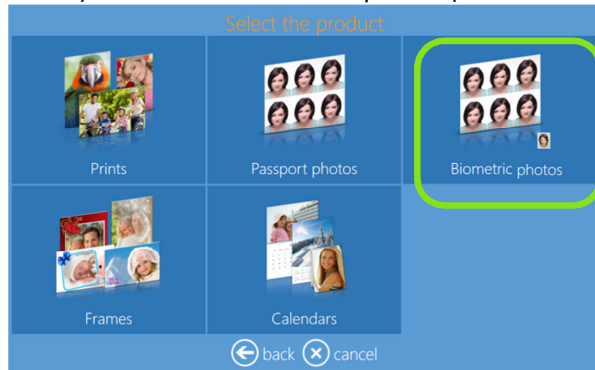 Select the product
Prints
Passport photos
Biometric photos
Frames
Calendars
back cancel